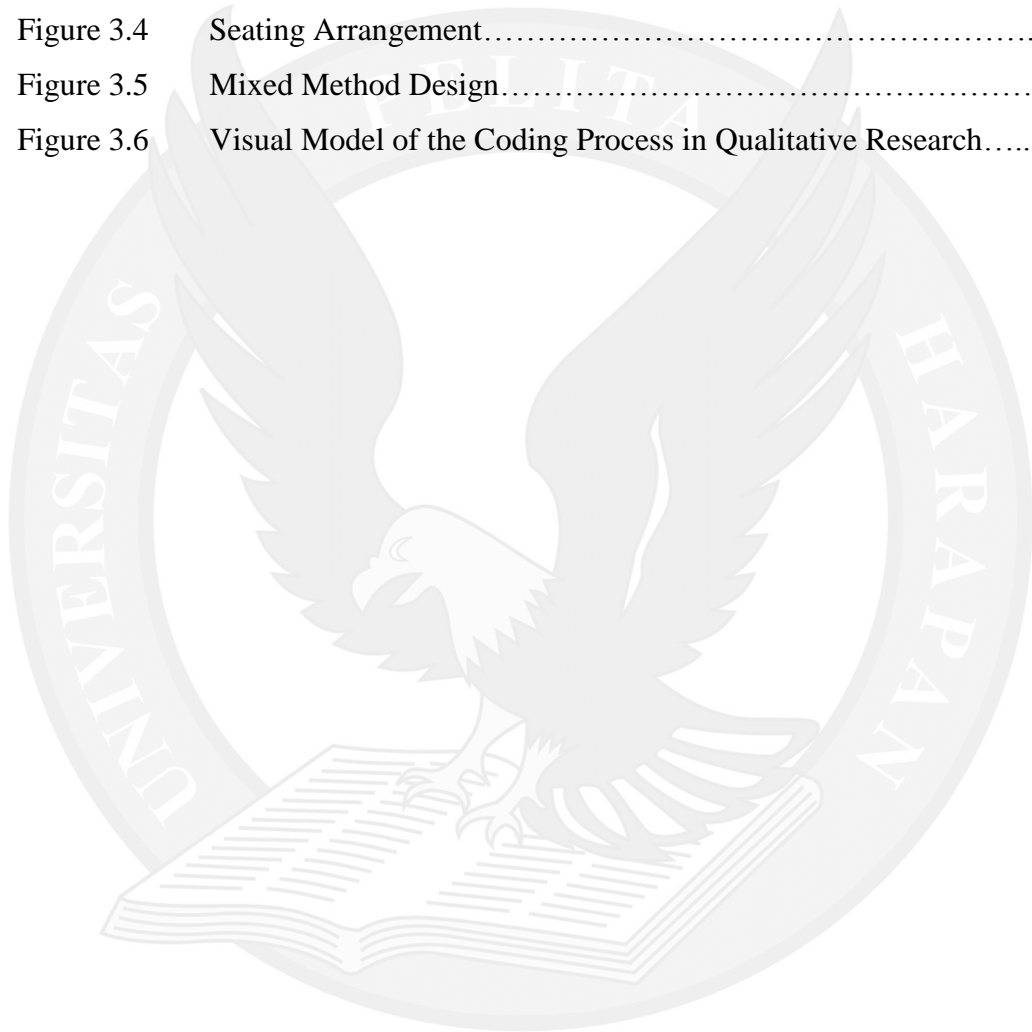 Figure 3.4 Seating Arrangement……………………………………………….
Figure 3.5 Mixed Method Design………………………………………………
Figure 3.6 Visual Model of the Coding Process in Qualitative Research…..
UNIVERSITAS PELITA HARAPAN